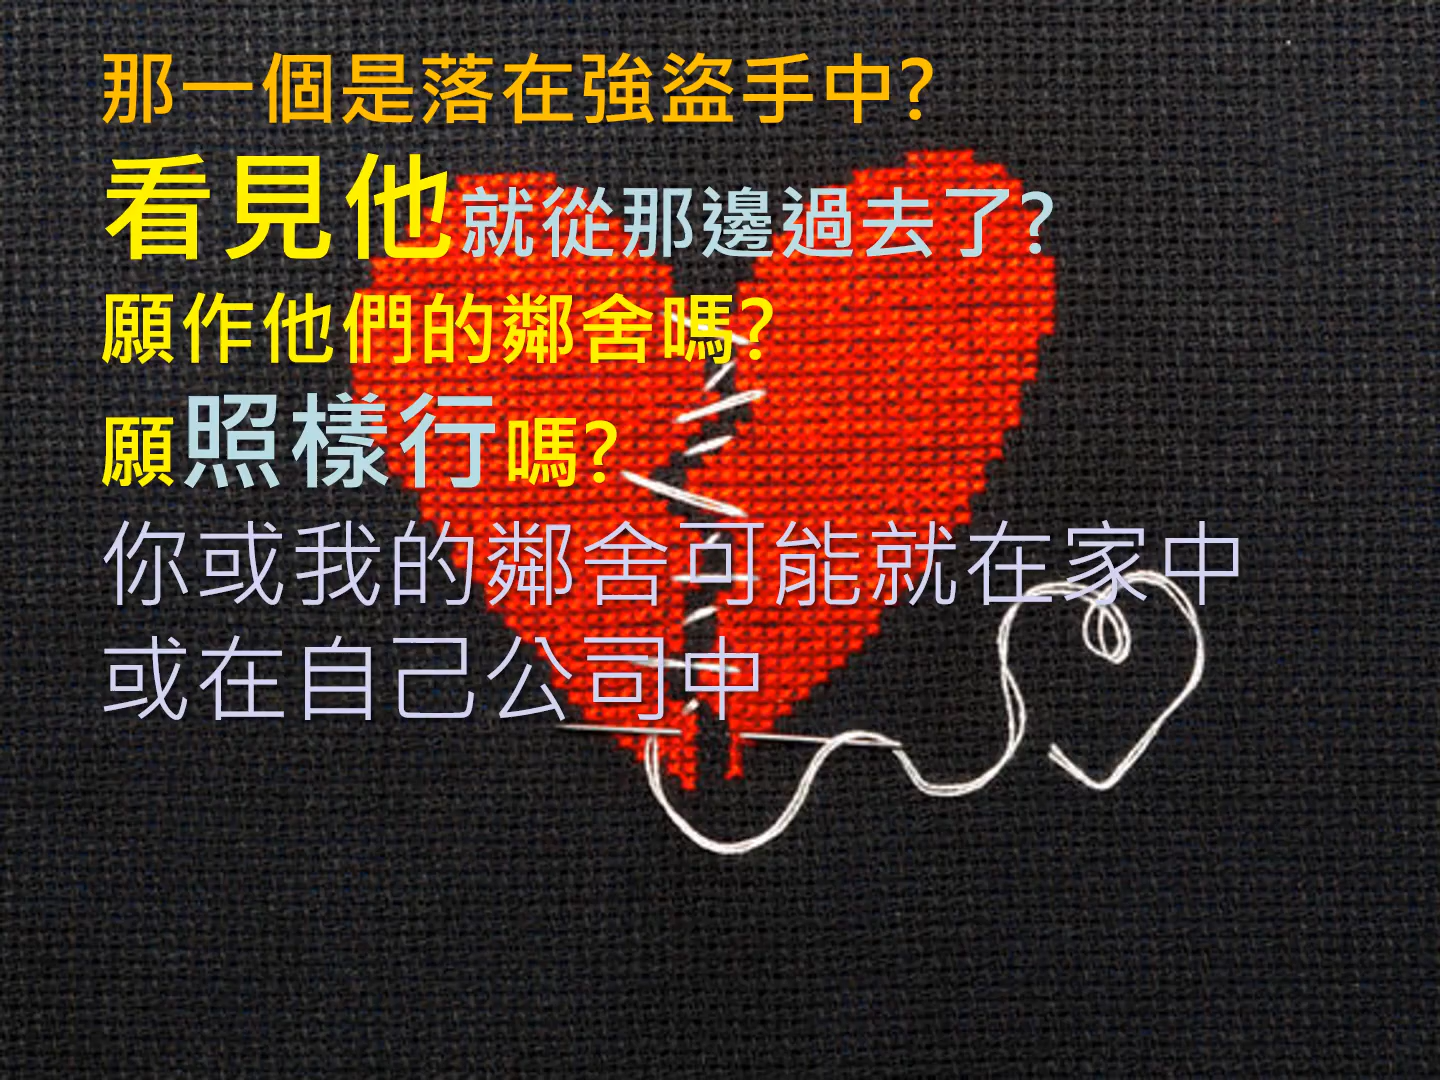 那一個是落在強盜手中?
看見他就從那邊過去了?
願作他們的鄰舍嗎?
願照樣行嗎?
你或我的鄰舍可能就在家中
或在自己公司中